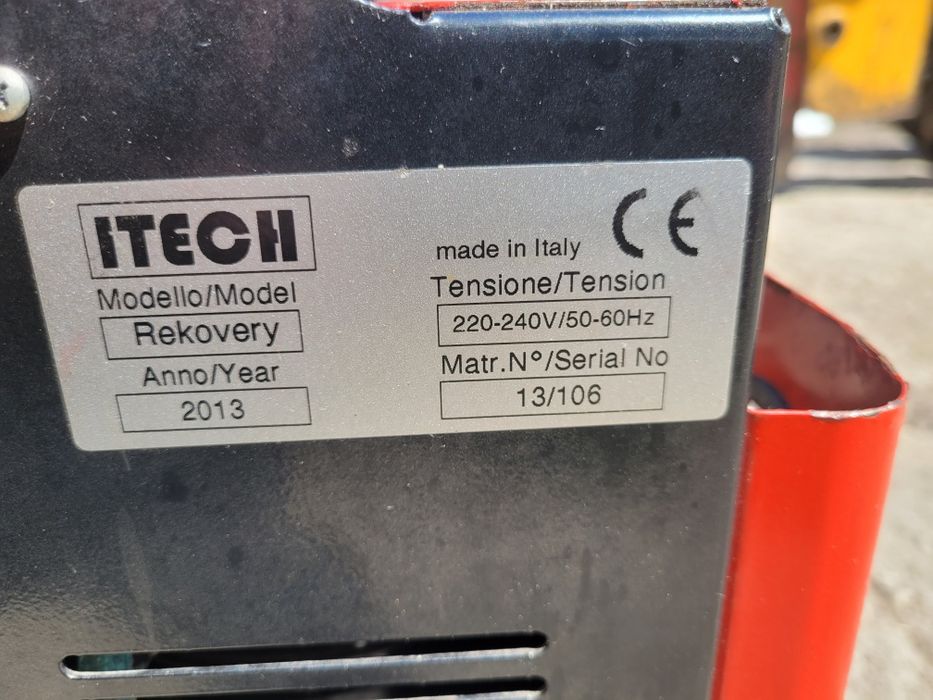 ITECH
Modello/Model
Rekovery
Anno/Year
2013
made in Italy CE
Tensione/Tension
220-240V/50-60Hz
Matr.N°/Serial No
13/106